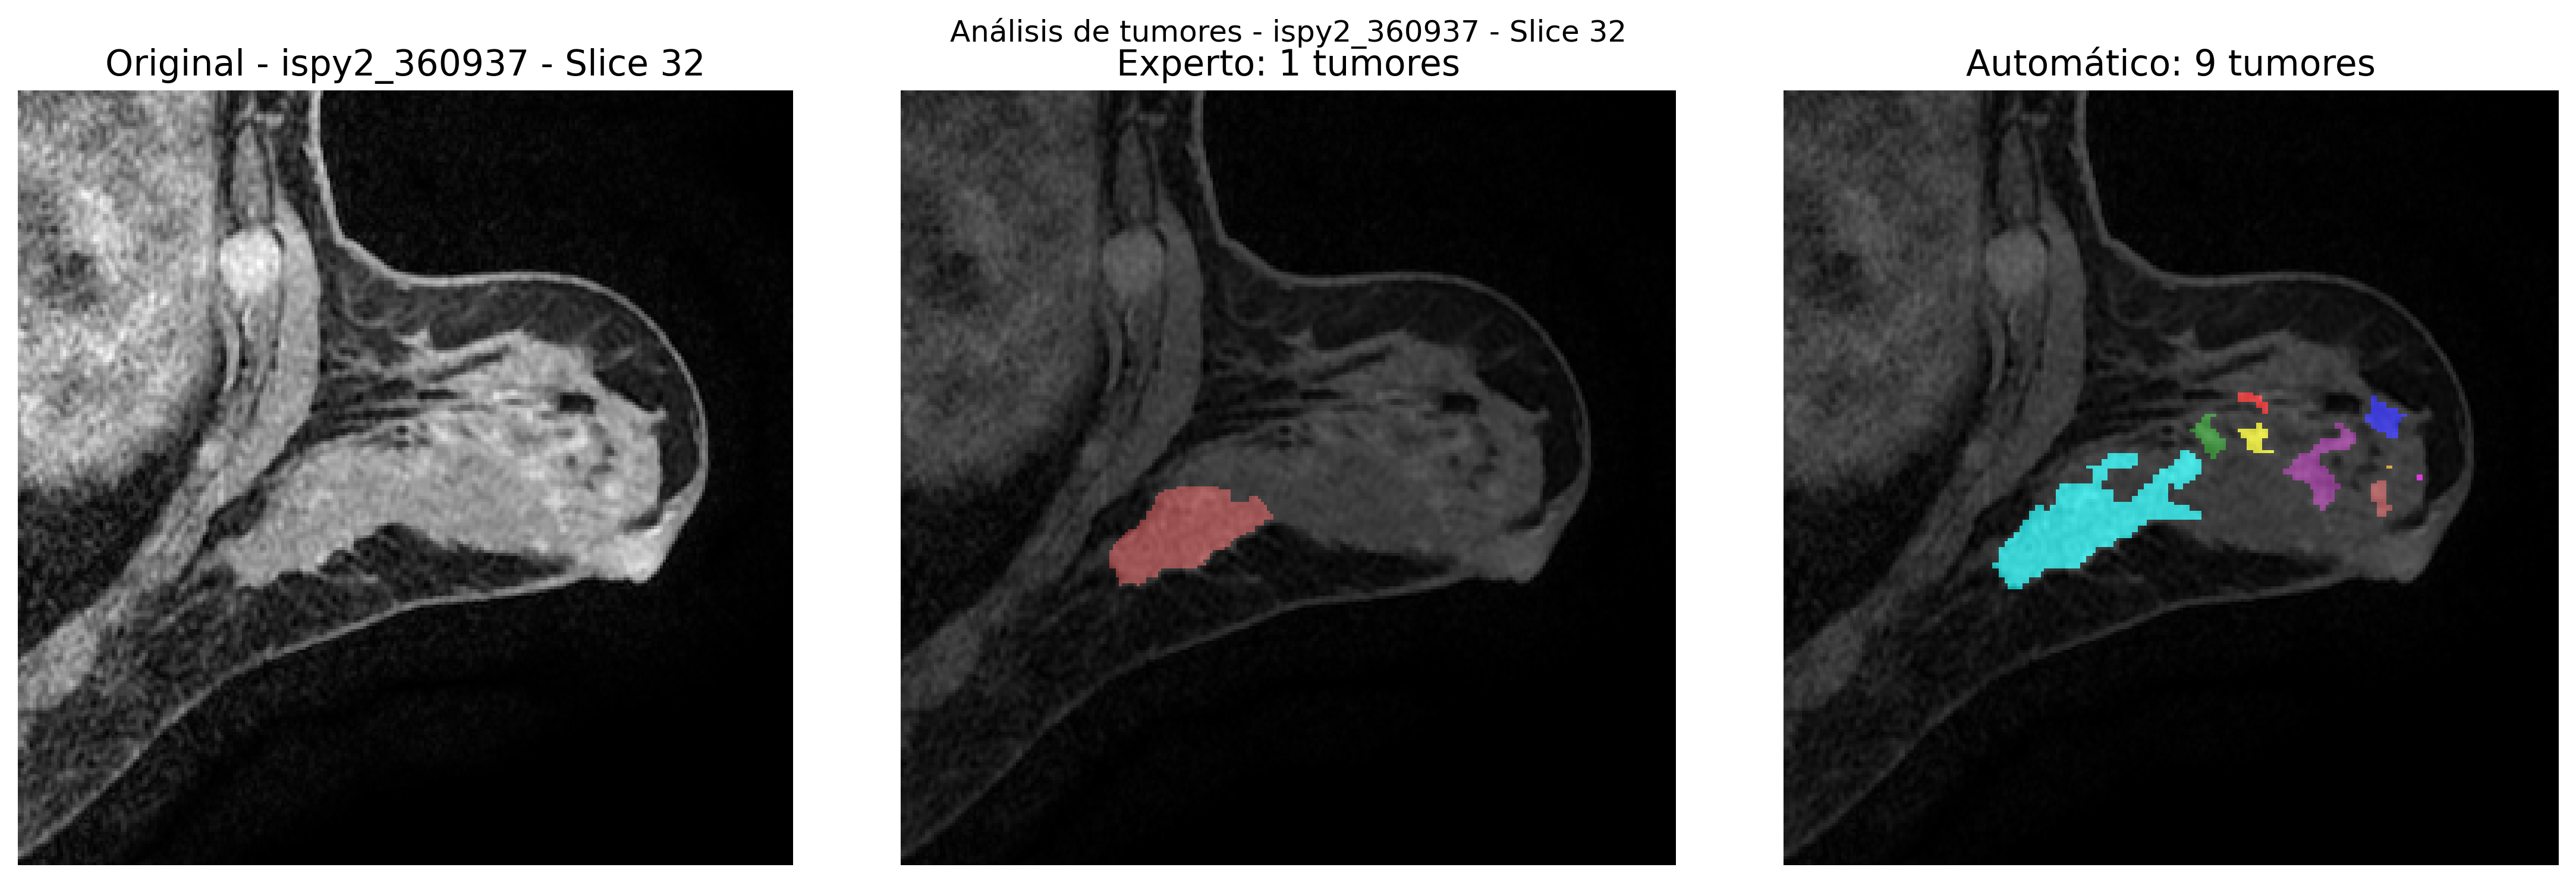 Análisis de tumores - ispy2_360937 - Slice 32
Original - ispy2_360937 - Slice 32
Experto: 1 tumores
Automático: 9 tumores